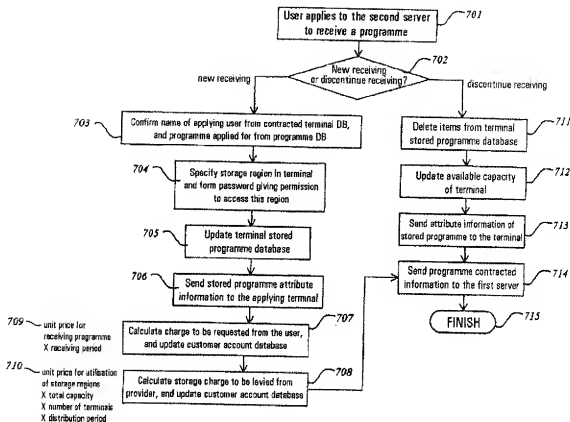 User applies to the second server
to receive a programme
701
702
New receiving
or discontinue receiving?
new receiving
discontinue receiving
703
Confirm name of applying user from contracted terminal DB,
and programme applied for from programme DB
704
Specify storage region in terminal
and form password giving permission
to access this region
705
Update terminal stored
programme database
706
Send stored programme attribute
information to the applying terminal
709
unit price for
receiving programme
X receiving period
707
Calculate charge to be requested from the user,
and update customer account database
710
unit price for utilisation
of storage regions
X total capacity
X number of terminals
X distribution period
708
Calculate storage charge to be levied from
provider, and update customer account database
Delete items from terminal
stored programme database
711
Update available capacity
of terminal
712
Send attribute information of
stored programme to the terminal
713
Send programme contracted
information to the first server
714
FINISH
715